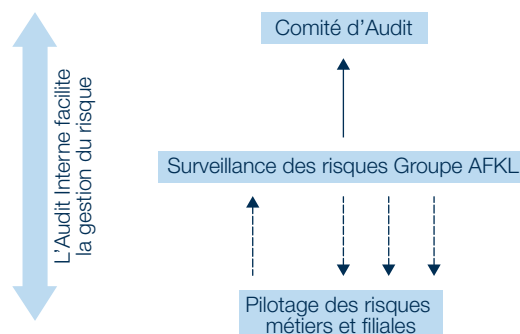 Comité d’Audit
L’Audit Interne facilite
la gestion du risque
Surveillance des risques Groupe AFKL
Pilotage des risques
métiers et filiales